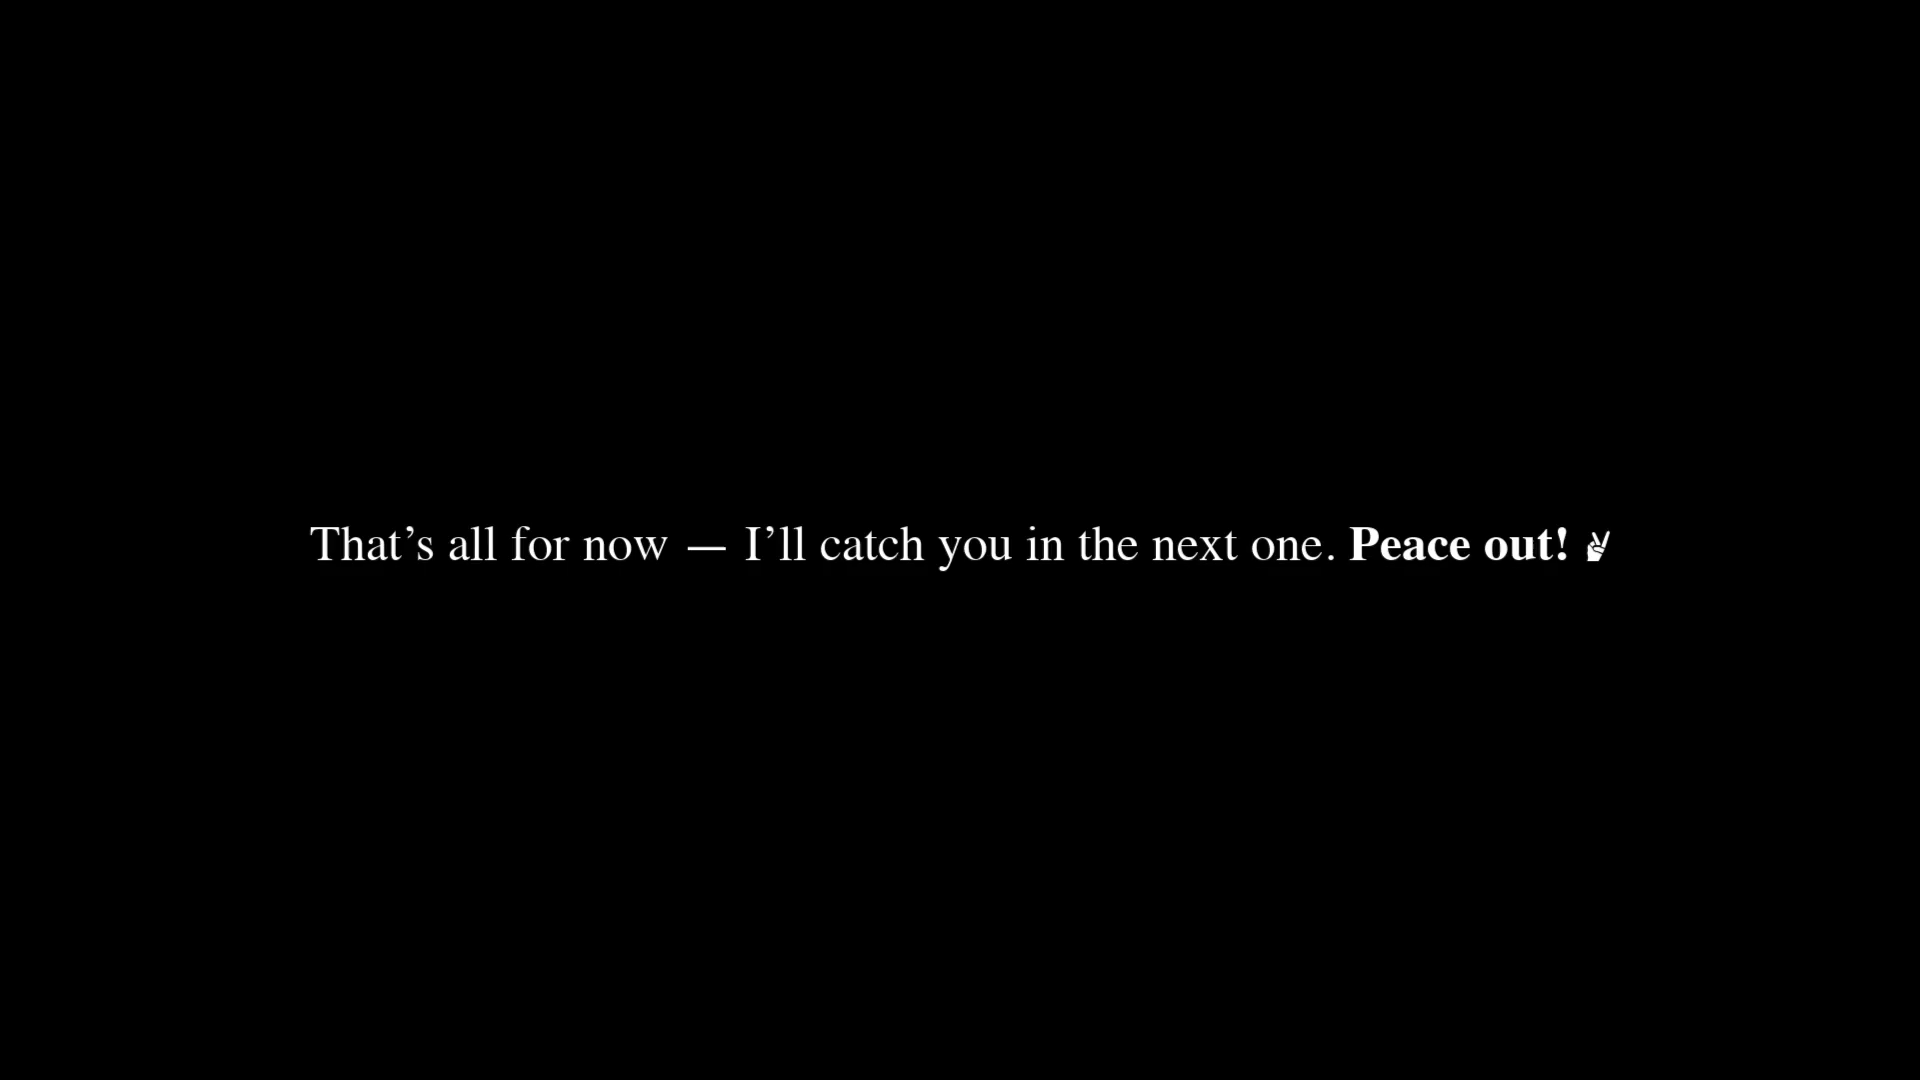 That’s all for now — I’ll catch you in the next one. Peace out! ✌